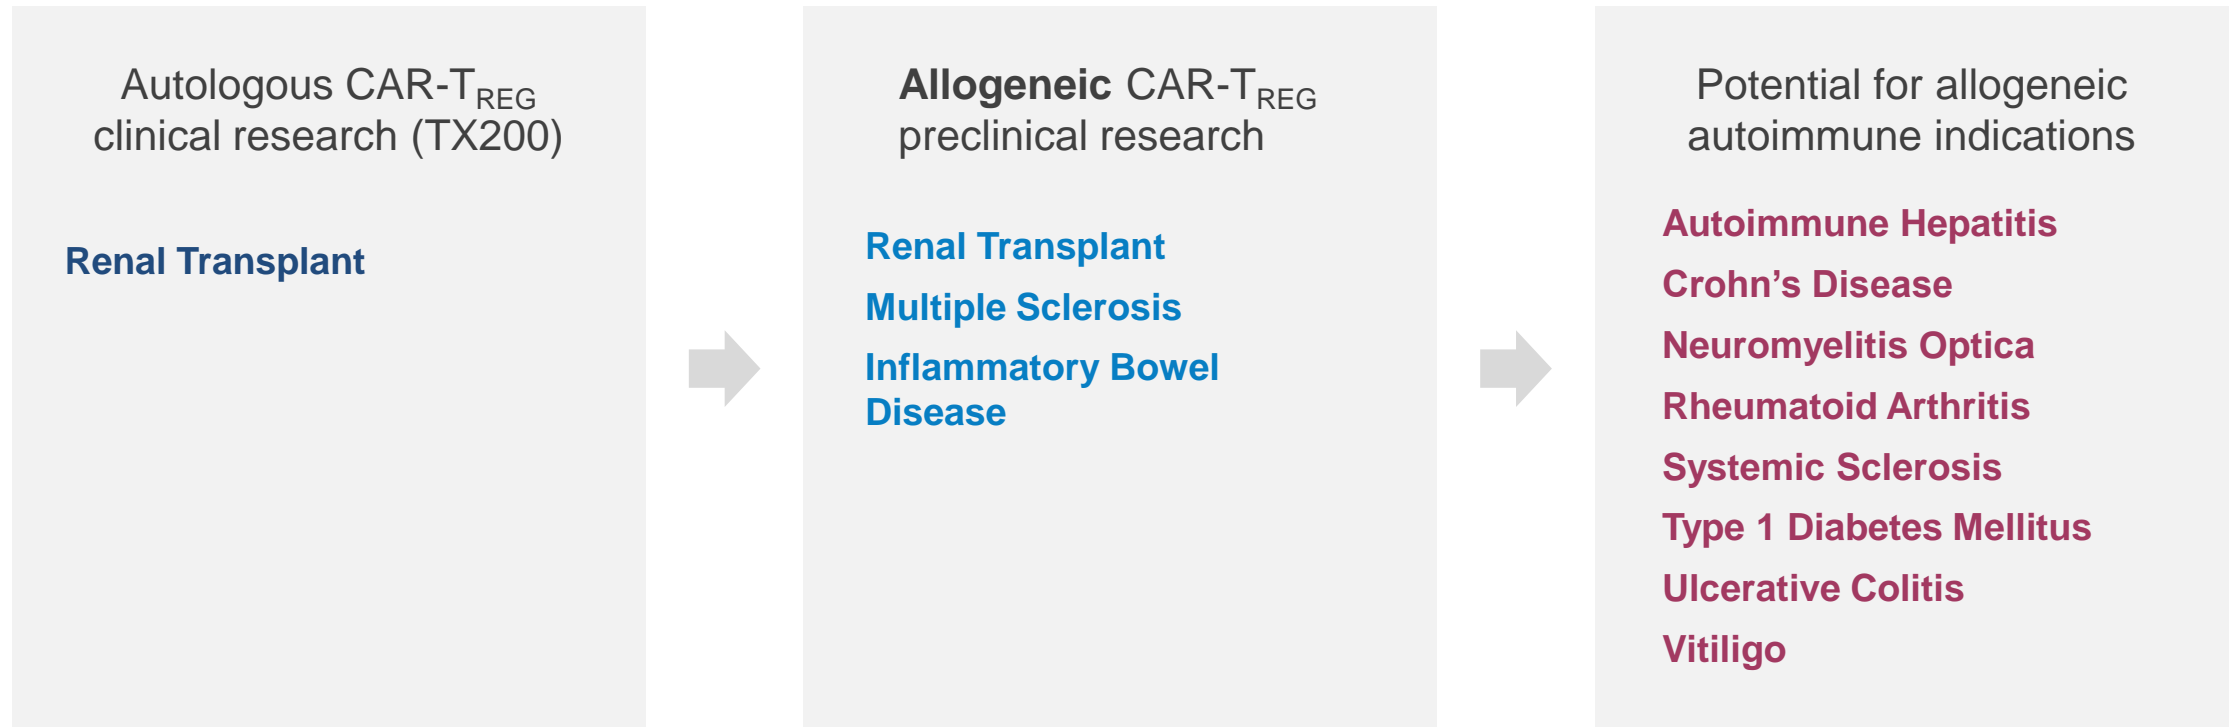 Autologous CAR-TREG
clinical research (TX200)
Renal Transplant
Allogeneic CAR-TREG
preclinical research
Renal Transplant
Multiple Sclerosis
Inflammatory Bowel
Disease
Potential for allogeneic
autoimmune indications
Autoimmune Hepatitis
Crohn’s Disease
Neuromyelitis Optica
Rheumatoid Arthritis
Systemic Sclerosis
Type 1 Diabetes Mellitus
Ulcerative Colitis
Vitiligo